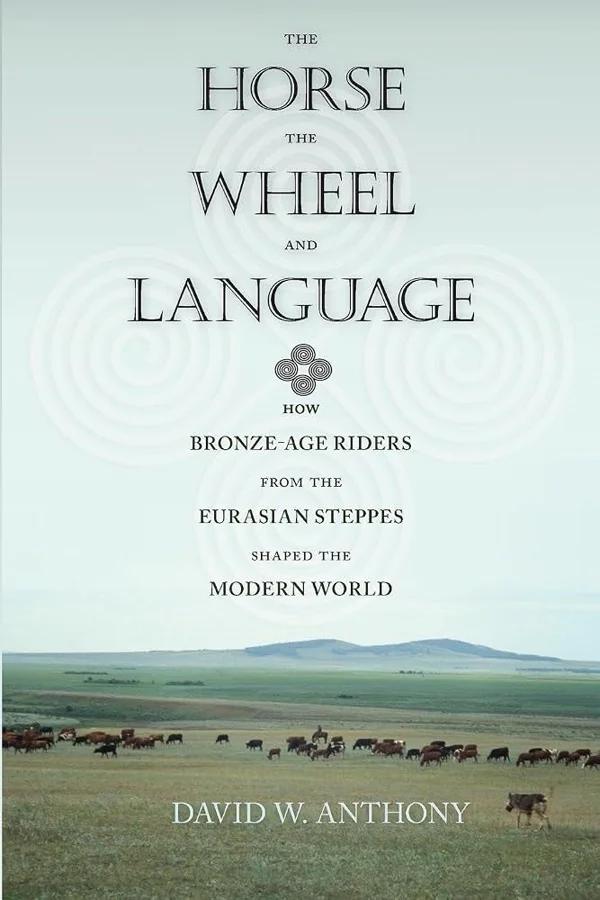 THE
HORSE
THE
WHEEL
AND
LANGUAGE
HOW
BRONZE-AGE RIDERS
FROM THE
EURASIAN STEPPES
SHAPED THE
MODERN WORLD
DAVID W. ANTHONY